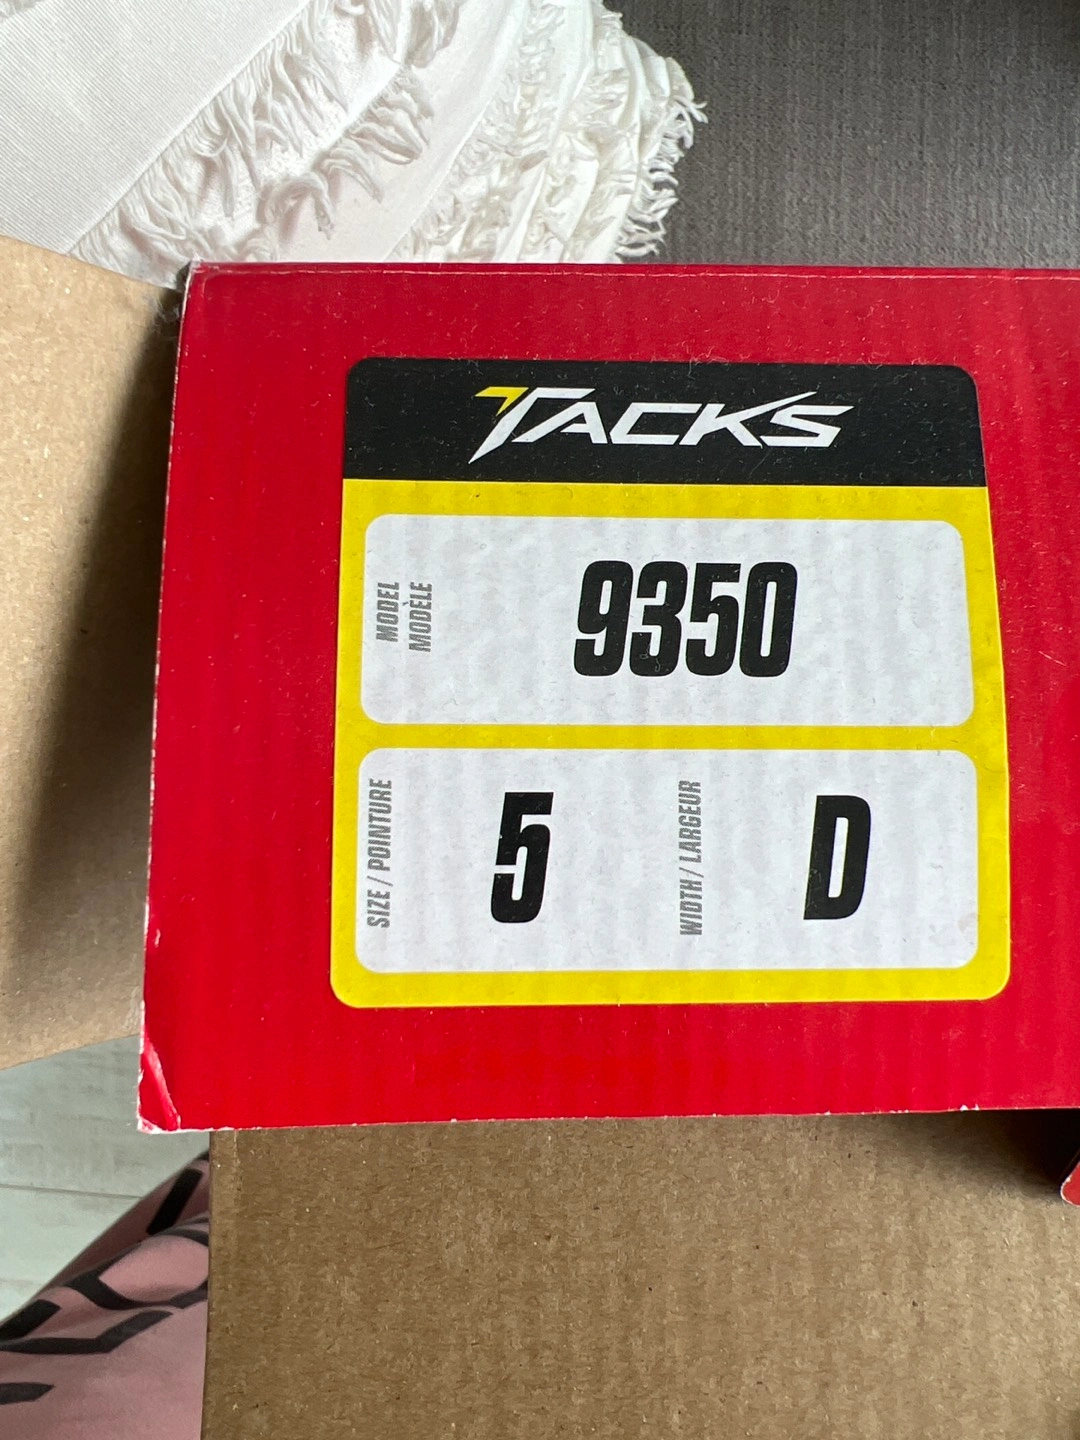 TACKS
MODEL
MODÈLE
9350
SIZE / POINTURE
5
WIDTH / LARGEUR
D